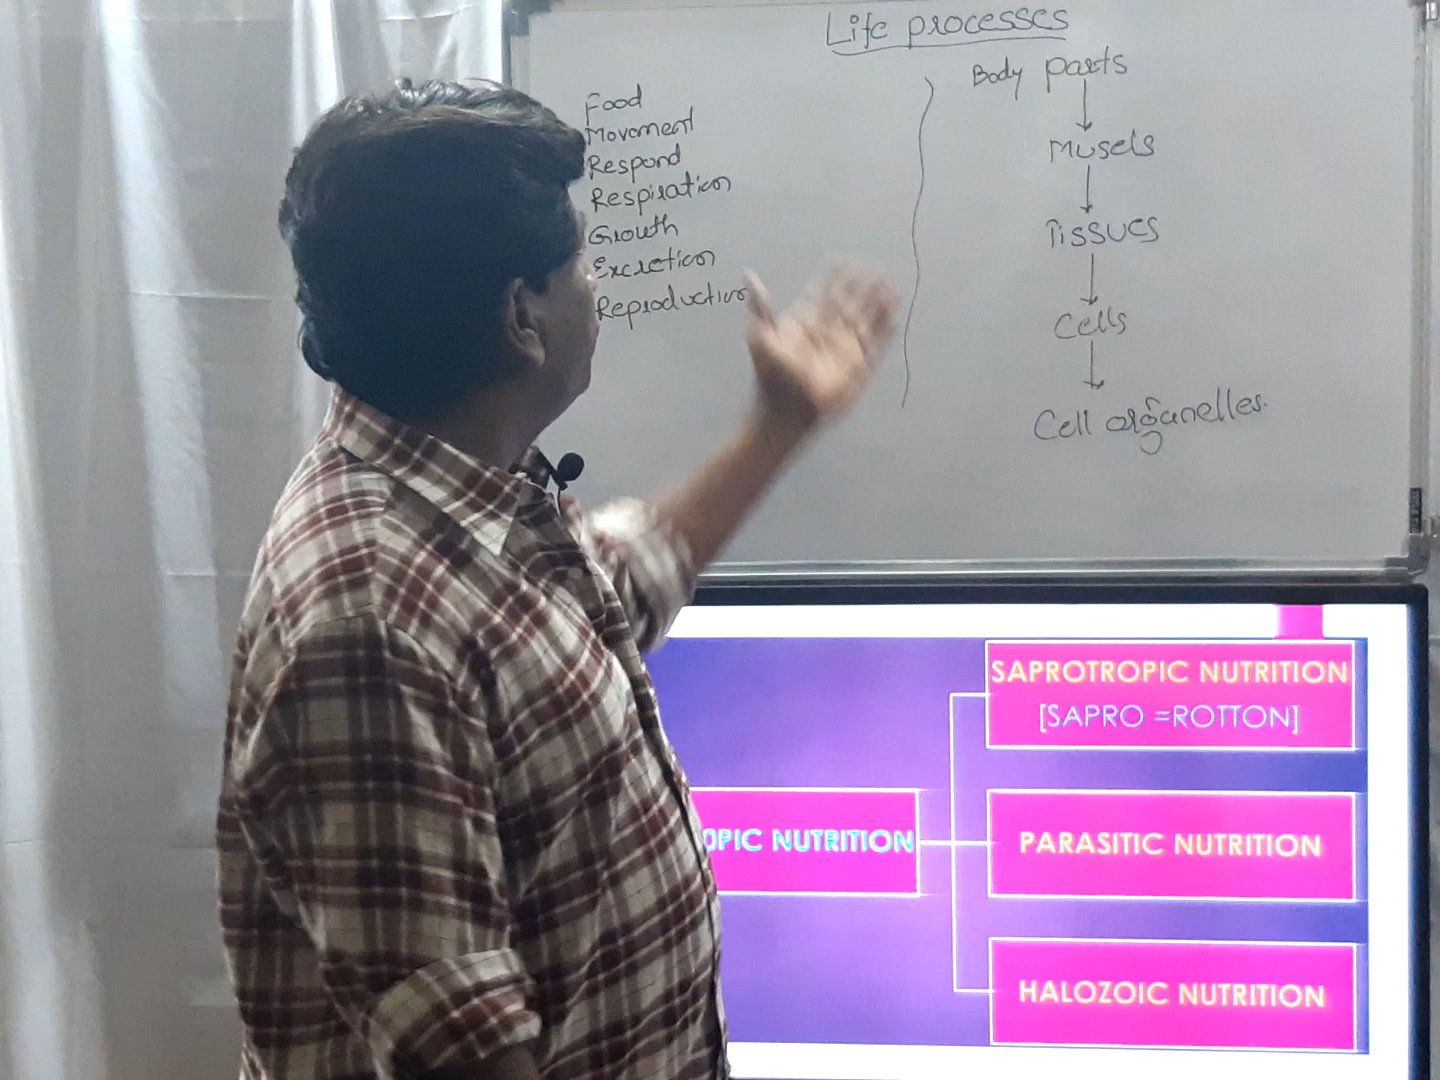 Life processes
Food
Movement
Respond
Respiration
Growth
Excretion
Reproduction
Body parts
Musels
Tissues
Cells
Cell organelles.
SAPROTROPIC NUTRITION
[SAPRO =ROTTON]
OPIC NUTRITION
PARASITIC NUTRITION
HALOZOIC NUTRITION